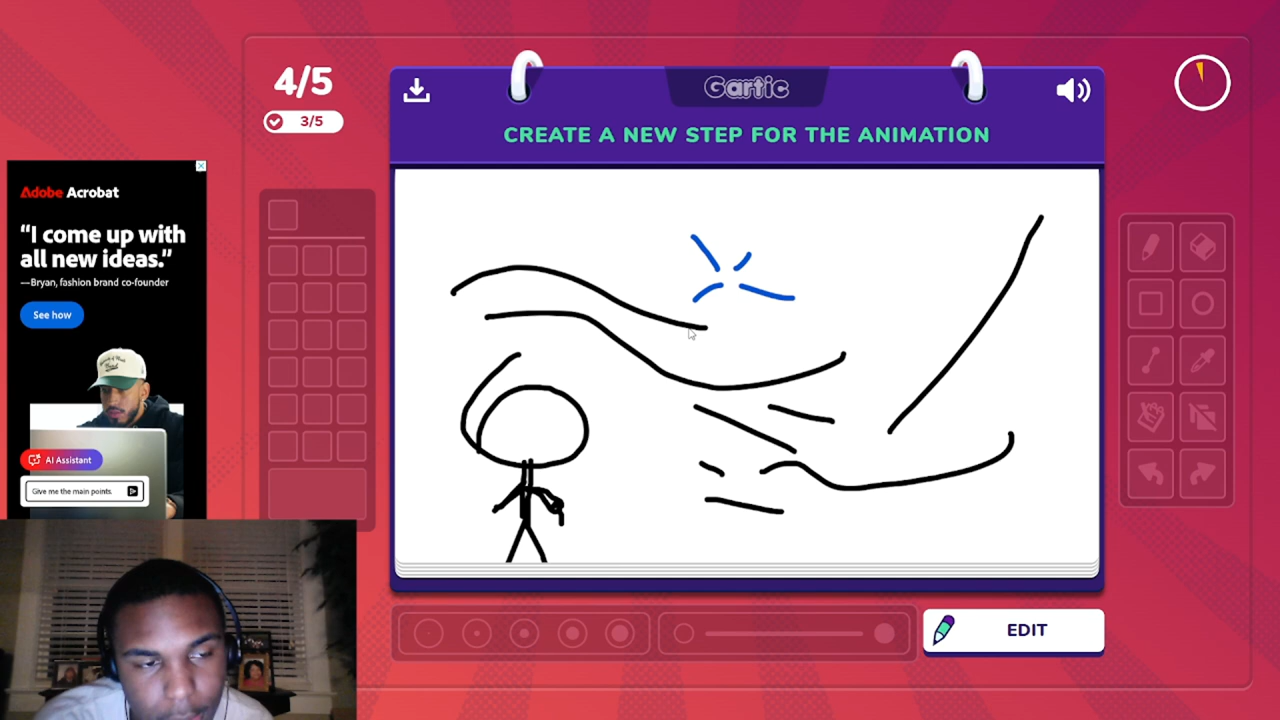 4/5
3/5
Gartic
CREATE A NEW STEP FOR THE ANIMATION
Adobe Acrobat
“I come up with
all new ideas.”
—Bryan, fashion brand co-founder
See how
AI Assistant
Give me the main points.
EDIT